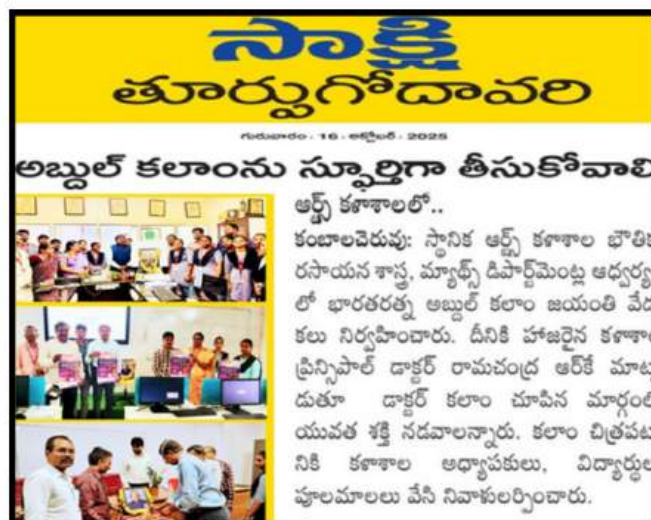 సాక్షి
తూర్పుగోదావరి
గురువారం · 16 · అక్టోబర్ · 2025
అబ్దుల్ కలాంను స్ఫూర్తిగా తీసుకోవాలి
ఆర్ట్స్ కళాశాలలో..
కంబాలచెరువు: స్థానిక ఆర్ట్స్ కళాశాల భౌతిక
రసాయన శాస్త్ర, మ్యాథ్స్ డిపార్ట్‌మెంట్ల ఆధ్వర్య
లో భారతరత్న అబ్దుల్ కలాం జయంతి వేడు
కలు నిర్వహించారు. దీనికి హాజరైన కళాశాల
ప్రిన్సిపాల్ డాక్టర్ రామచంద్ర ఆర్‌కే మాట్లా
డుతూ డాక్టర్ కలాం చూపిన మార్గంలో
యువత శక్తి నడవాలన్నారు. కలాం చిత్రపటా
నికి కళాశాల అధ్యాపకులు, విద్యార్థులు
పూలమాలలు వేసి నివాళులర్పించారు.